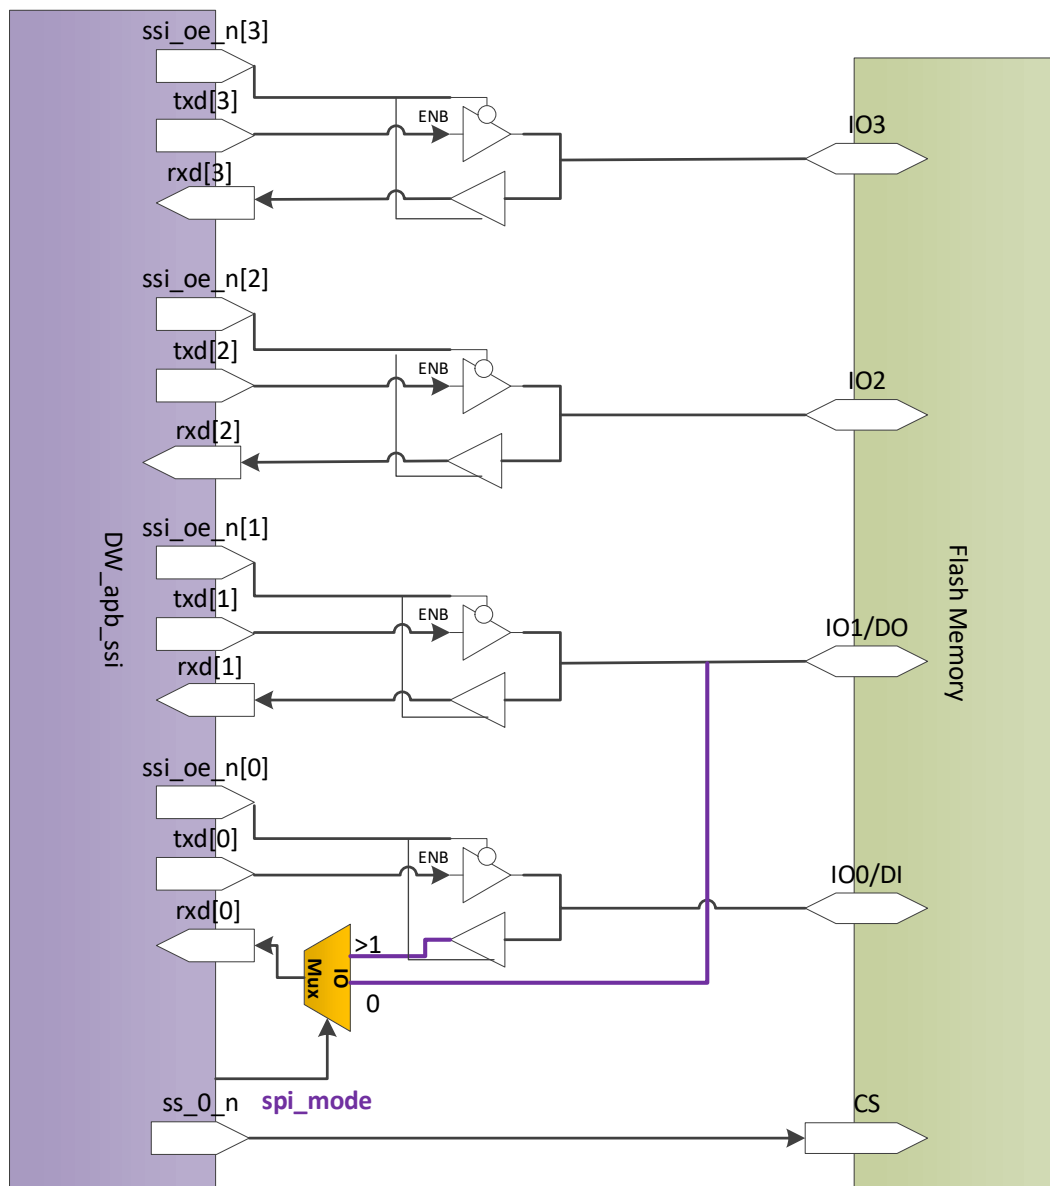 ssi_oe_n[3]
txd[3]
ENB
IO3
rxd[3]
ssi_oe_n[2]
txd[2]
ENB
IO2
rxd[2]
DW_apb_ssi
ssi_oe_n[1]
txd[1]
ENB
IO1/DO
rxd[1]
Flash Memory
ssi_oe_n[0]
txd[0]
ENB
IO0/DI
rxd[0]
>1
IO
Mux
0
spi_mode
ss_0_n
CS